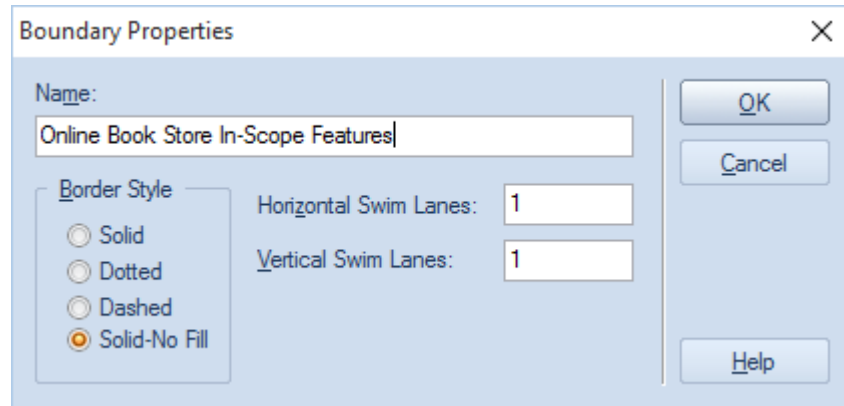 Boundary Properties
Name:
Online Book Store In-Scope Features
Border Style
Solid
Dotted
Dashed
Solid-No Fill
Horizontal Swim Lanes: 1
Vertical Swim Lanes: 1
OK
Cancel
Help